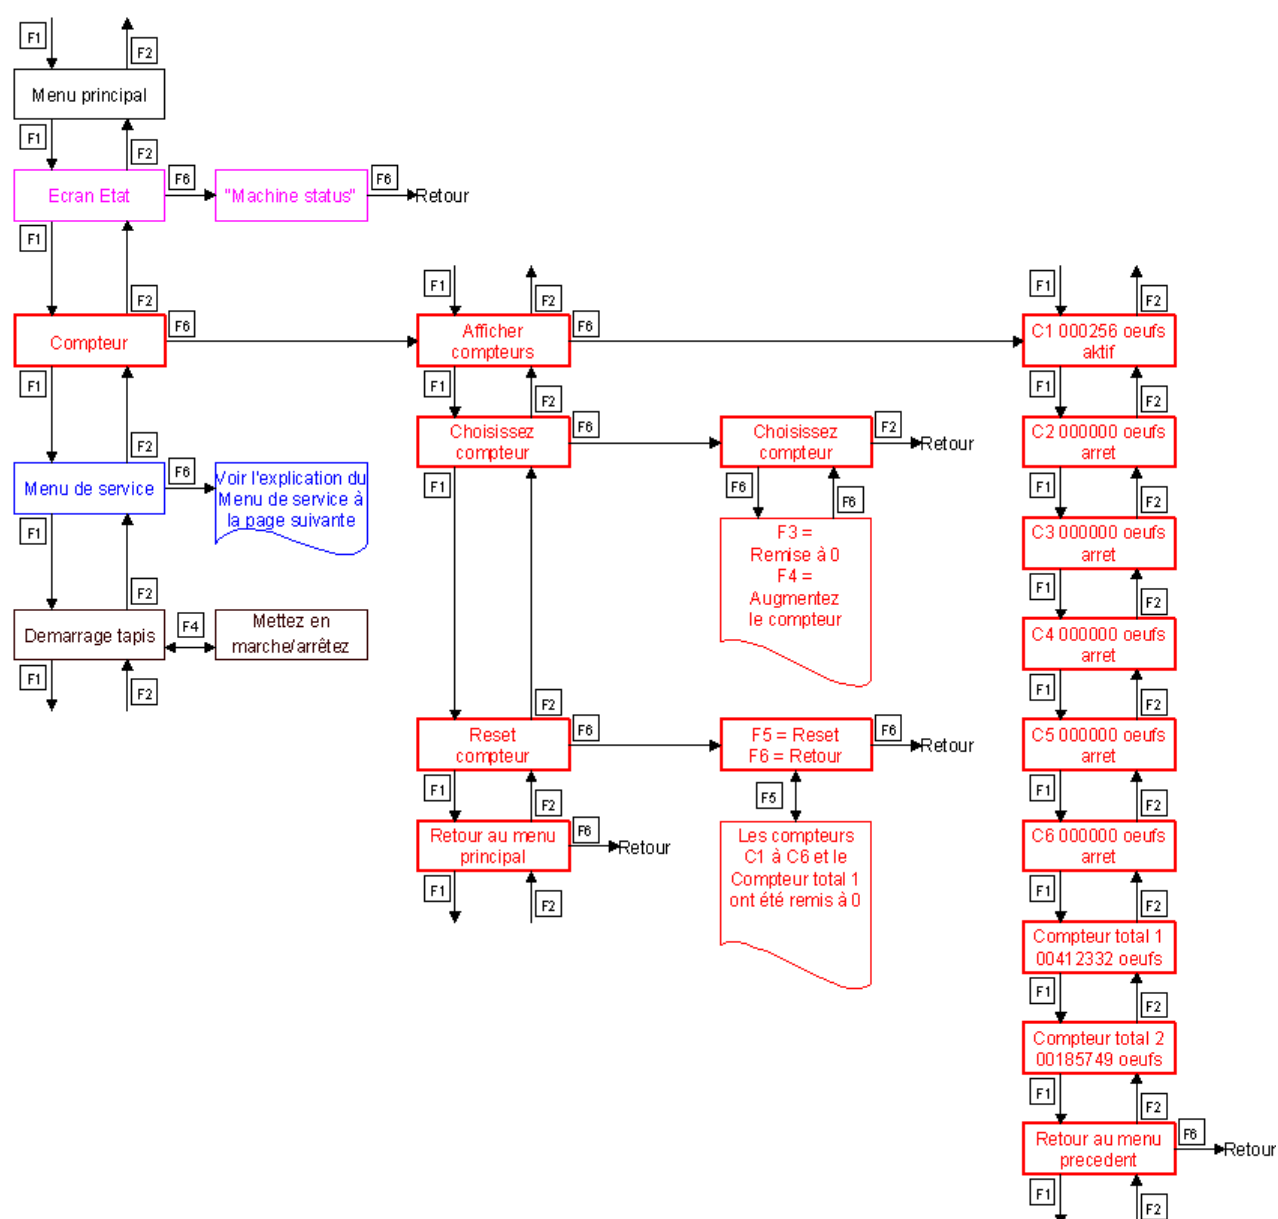 F1
F2
Menu principal
F1
F2
Ecran Etat
F6
"Machine status"
F6
Retour
F1
F2
Compteur
F6
F1
F2
Afficher
compteurs
F6
F1
F2
C1 000256 oeufs
aktif
F1
F2
F1
F2
Choisissez
compteur
F6
Choisissez
compteur
F2
Retour
F1
F2
C2 000000 oeufs
arret
Menu de service
F6
Voir l'explication du
Menu de service à
la page suivante
F1
F6
F6
F3 =
Remise à 0
F4 =
Augmentez
le compteur
F1
F2
C3 000000 oeufs
arret
F1
F2
Demarrage tapis
F4
Mettez en
marche/arrêtez
F1
F2
C4 000000 oeufs
arret
F1
F2
F2
Reset
compteur
F6
F5 = Reset
F6 = Retour
F6
Retour
F1
F2
C5 000000 oeufs
arret
F1
F2
Retour au menu
principal
F6
Retour
F5
Les compteurs
C1 à C6 et le
Compteur total 1
ont été remis à 0
F1
F2
C6 000000 oeufs
arret
F1
F2
F1
F2
Compteur total 1
00412332 oeufs
F1
F2
Compteur total 2
00185749 oeufs
F1
F2
Retour au menu
precedent
F6
Retour
F1
F2